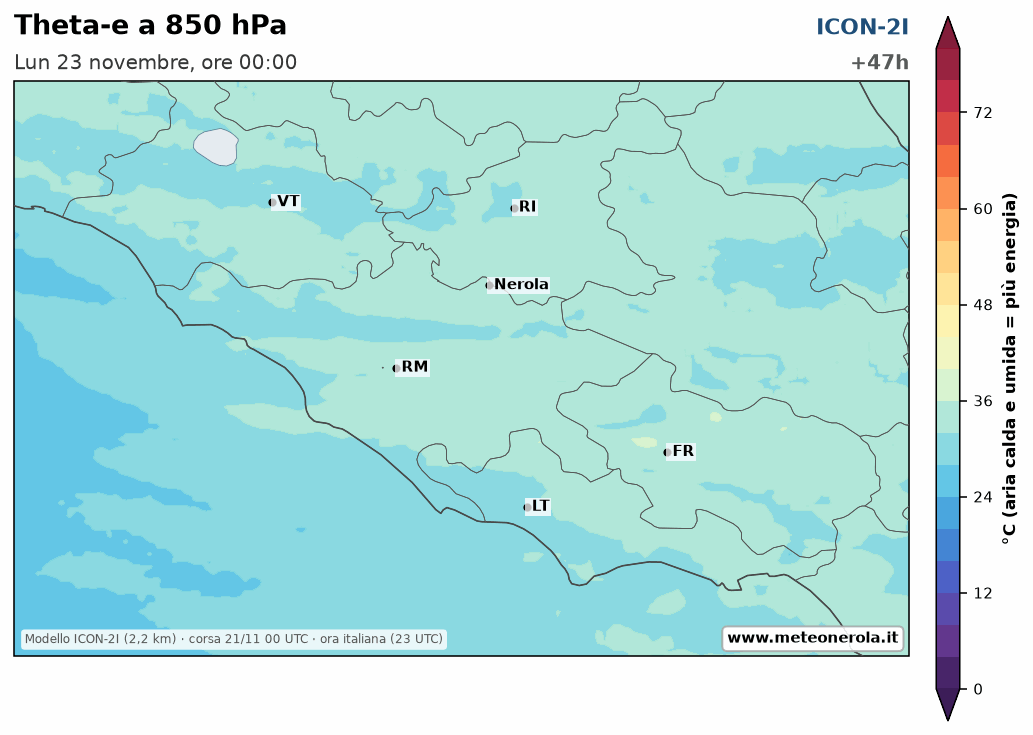 Theta-e a 850 hPa
ICON-2I
Lun 23 novembre, ore 00:00
+47h
VT
RI
Nerola
RM
FR
LT
Modello ICON-2I (2,2 km) · corsa 21/11 00 UTC · ora italiana (23 UTC)
www.meteonerola.it
72
60
48
36
24
12
0
°C (aria calda e umida = più energia)